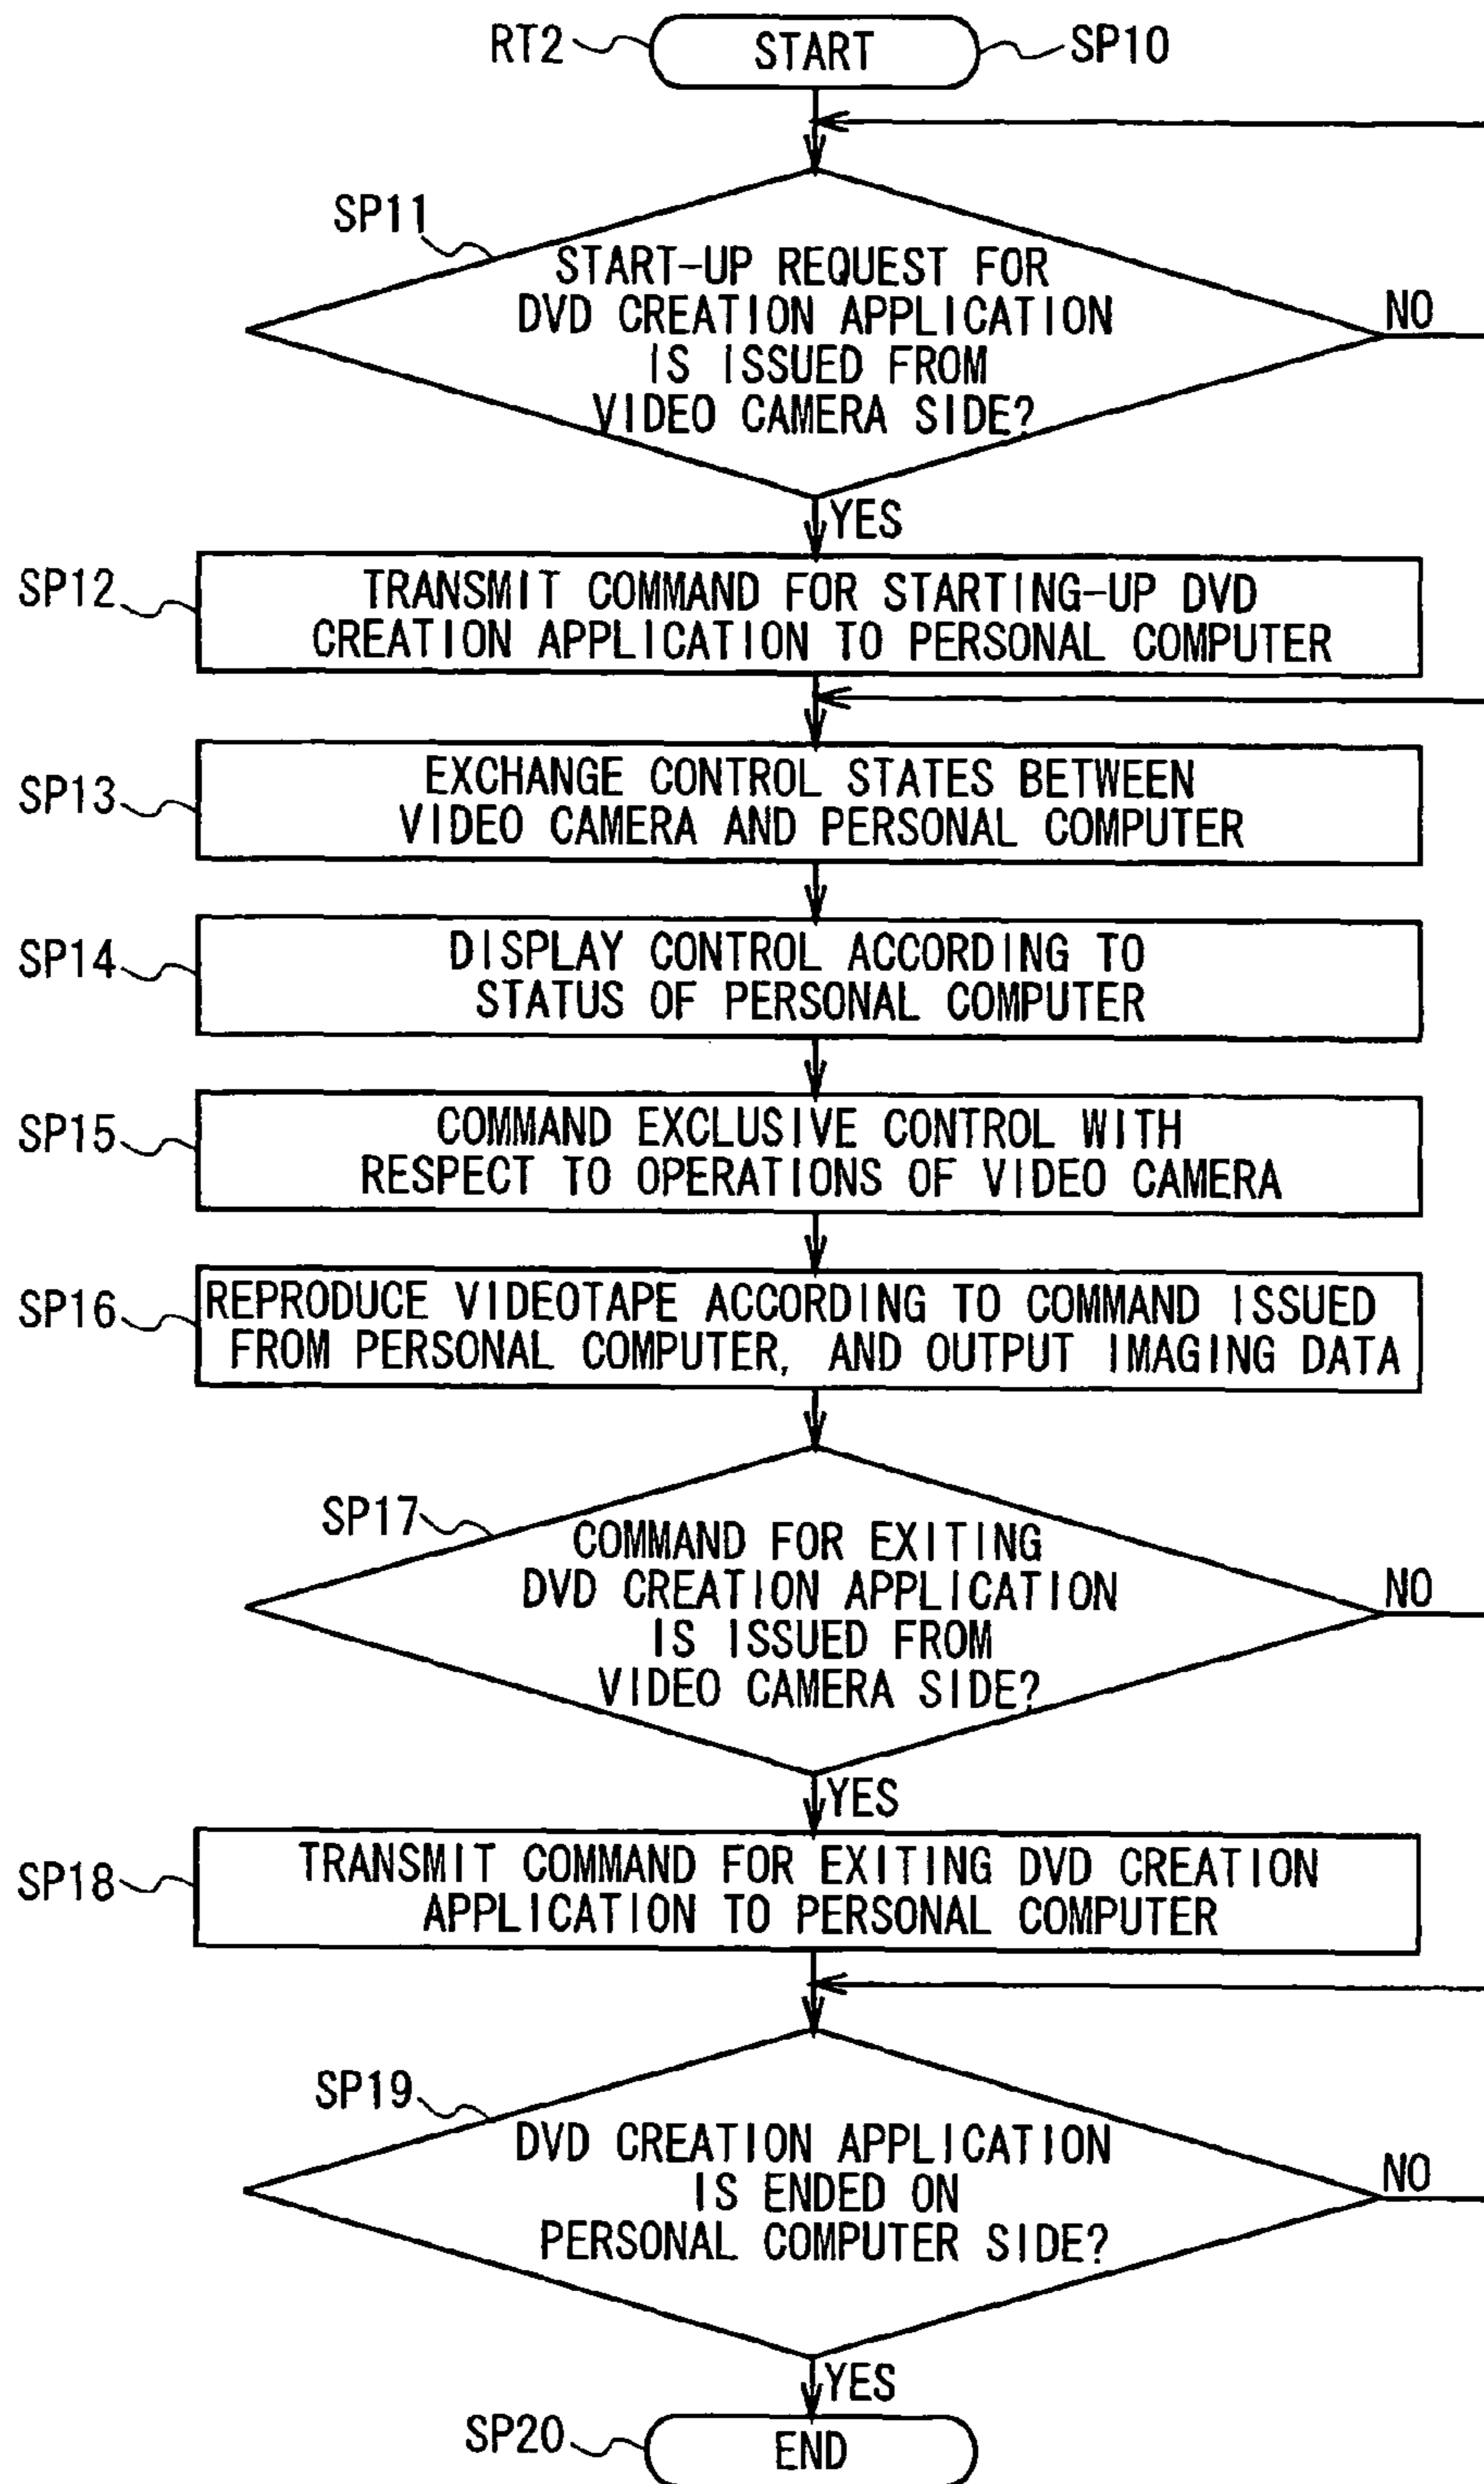 RT2
START
SP10
SP11
START-UP REQUEST FOR
DVD CREATION APPLICATION
IS ISSUED FROM
VIDEO CAMERA SIDE?
NO
YES
SP12
TRANSMIT COMMAND FOR STARTING-UP DVD
CREATION APPLICATION TO PERSONAL COMPUTER
SP13
EXCHANGE CONTROL STATES BETWEEN
VIDEO CAMERA AND PERSONAL COMPUTER
SP14
DISPLAY CONTROL ACCORDING TO
STATUS OF PERSONAL COMPUTER
SP15
COMMAND EXCLUSIVE CONTROL WITH
RESPECT TO OPERATIONS OF VIDEO CAMERA
SP16
REPRODUCE VIDEOTAPE ACCORDING TO COMMAND ISSUED
FROM PERSONAL COMPUTER, AND OUTPUT IMAGING DATA
SP17
COMMAND FOR EXITING
DVD CREATION APPLICATION
IS ISSUED FROM
VIDEO CAMERA SIDE?
NO
YES
SP18
TRANSMIT COMMAND FOR EXITING DVD CREATION
APPLICATION TO PERSONAL COMPUTER
SP19
DVD CREATION APPLICATION
IS ENDED ON
PERSONAL COMPUTER SIDE?
NO
YES
SP20
END